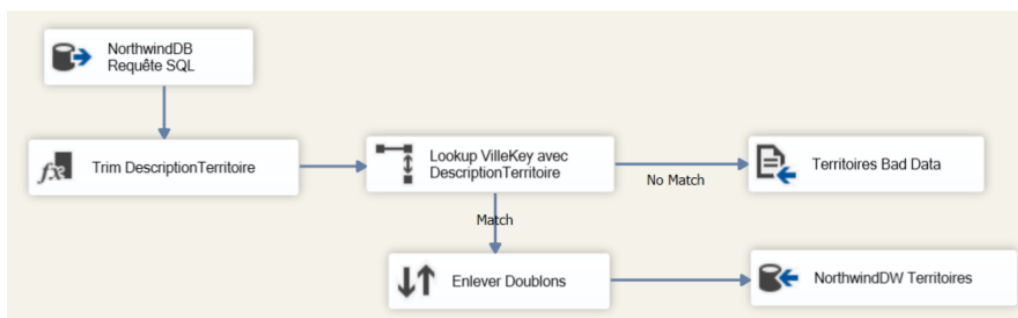 NorthwindDB
Requête SQL
Trim DescriptionTerritoire
Lookup VilleKey avec
DescriptionTerritoire
No Match
Territoires Bad Data
Match
Enlever Doublons
NorthwindDW Territoires